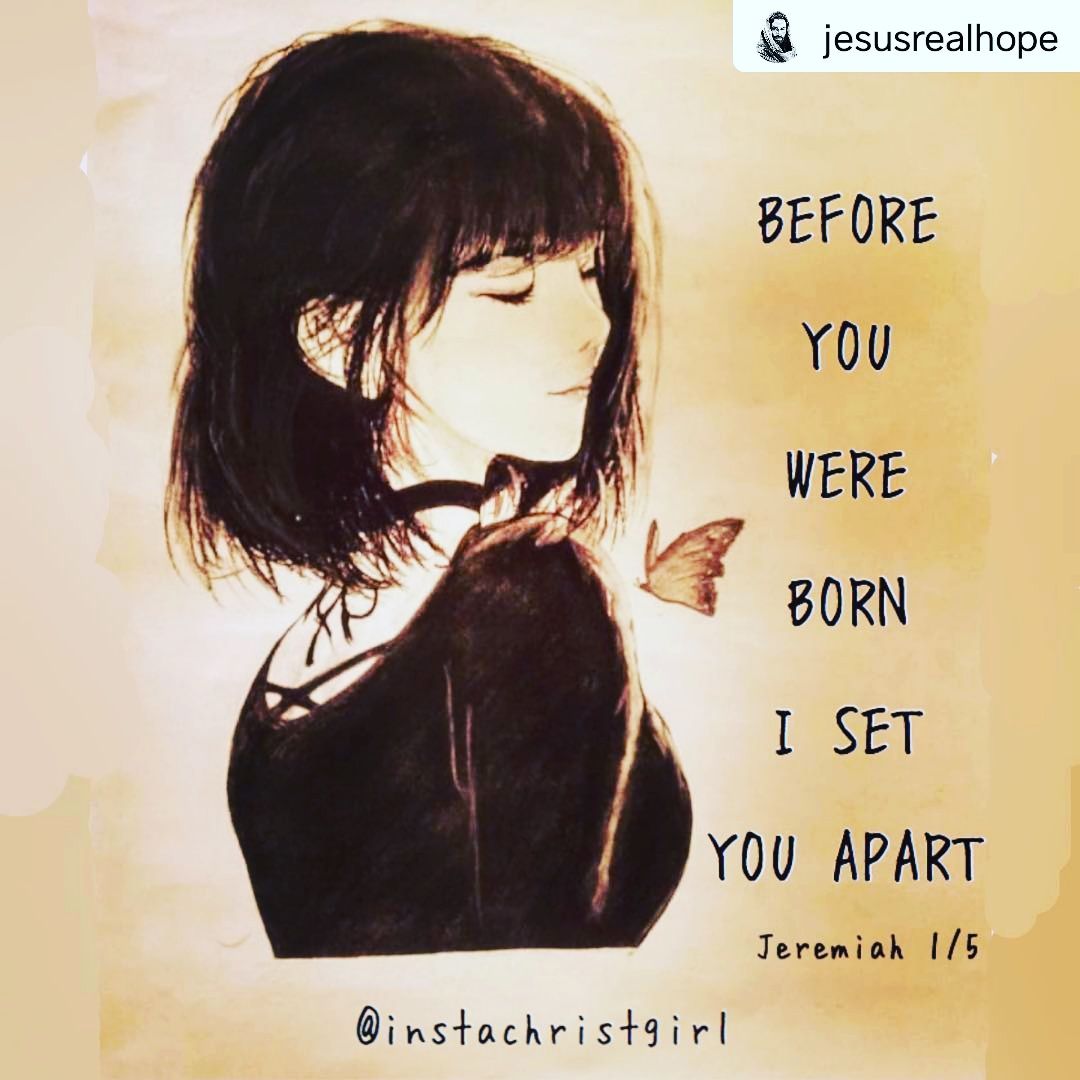 jesusrealhope
BEFORE
YOU
WERE
BORN
I SET
YOU APART
Jeremiah 1/5
@instachristgirl